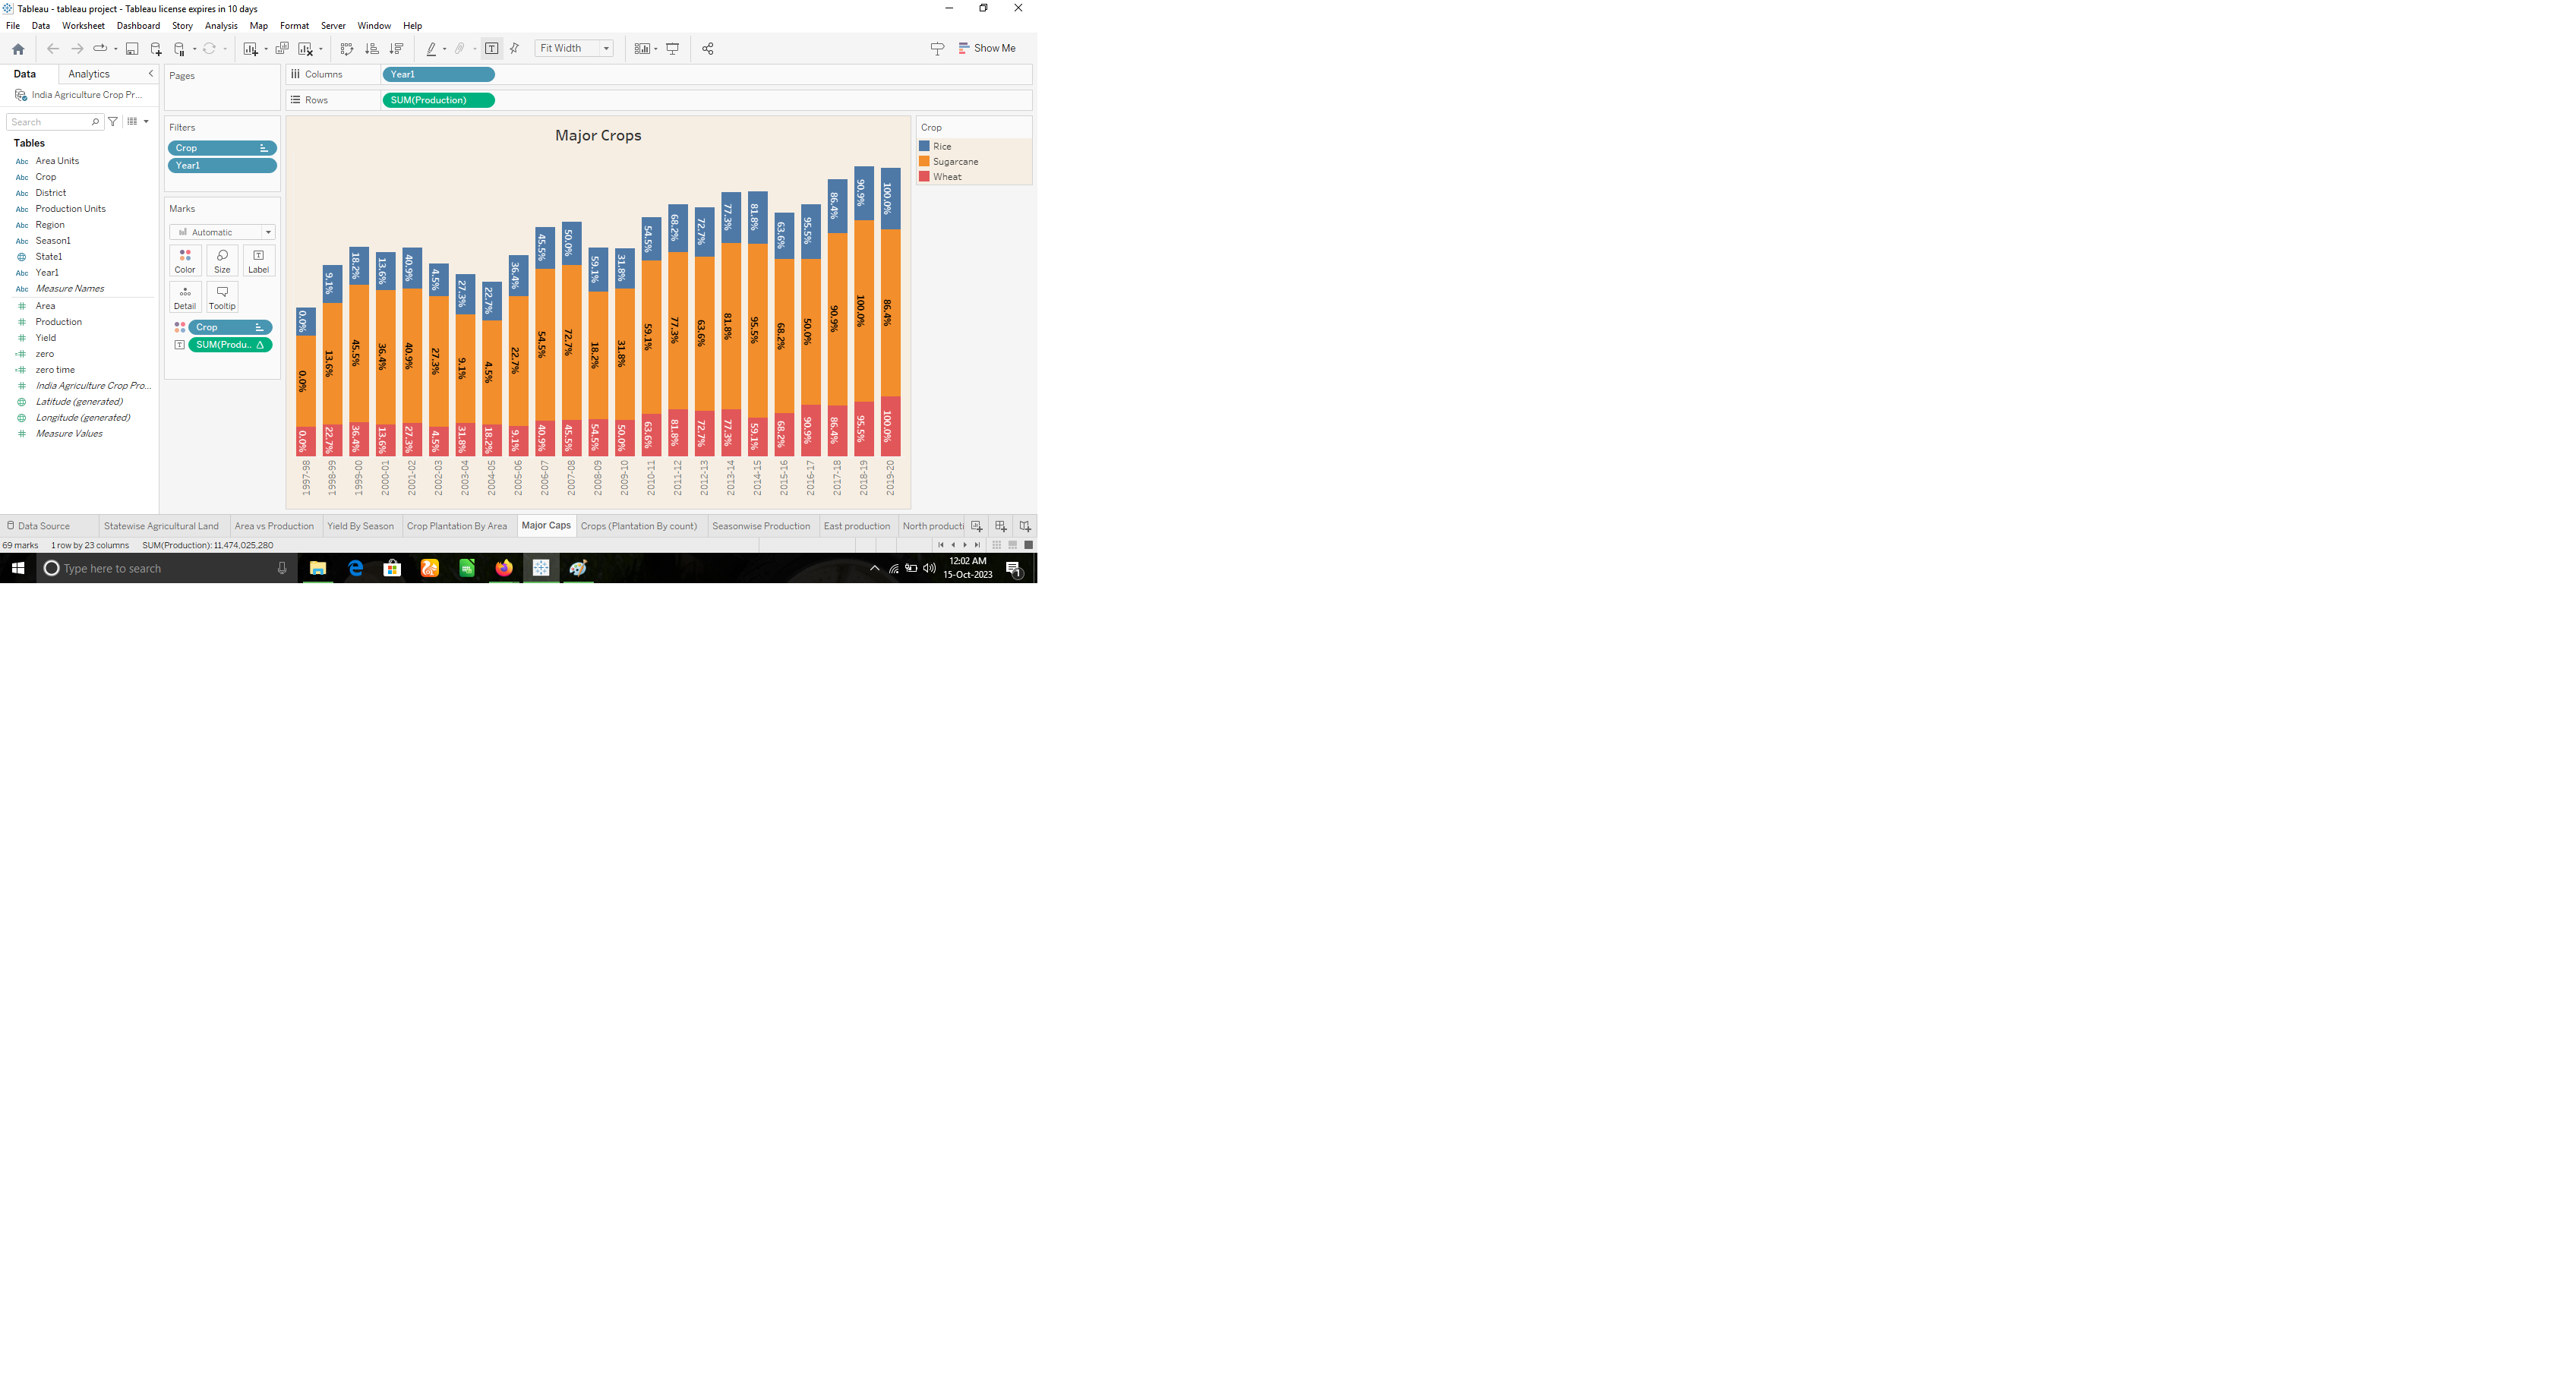 Tableau - tableau project - Tableau license expires in 10 days
File Data Worksheet Dashboard Story Analysis Map Format Server Window Help
Fit Width
Show Me
Data Analytics
India Agriculture Crop Pr...
Search
Tables
Abc Area Units
Abc Crop
Abc District
Abc Production Units
Abc Region
Abc Season1
State1
Abc Year1
Abc Measure Names
# Area
# Production
# Yield
=# zero
=# zero time
# India Agriculture Crop Pro...
Latitude (generated)
Longitude (generated)
# Measure Values
Pages
Filters
Crop
Year1
Marks
Automatic
Color Size Label
Detail Tooltip
Crop
SUM(Produ.. Δ
Columns Year1
Rows SUM(Production)
Major Crops
0.0% 9.1% 18.2% 13.6% 40.9% 4.5% 27.3% 22.7% 36.4% 45.5% 50.0% 59.1% 31.8% 54.5% 68.2% 72.7% 77.3% 81.8% 63.6% 95.5% 86.4% 90.9% 100.0%
0.0% 13.6% 45.5% 36.4% 40.9% 27.3% 9.1% 4.5% 22.7% 54.5% 72.7% 18.2% 31.8% 59.1% 77.3% 63.6% 81.8% 95.5% 68.2% 50.0% 90.9% 100.0% 86.4%
0.0% 22.7% 36.4% 13.6% 27.3% 4.5% 31.8% 18.2% 9.1% 40.9% 45.5% 54.5% 50.0% 63.6% 81.8% 72.7% 77.3% 59.1% 68.2% 90.9% 86.4% 95.5% 100.0%
1997-98 1998-99 1999-00 2000-01 2001-02 2002-03 2003-04 2004-05 2005-06 2006-07 2007-08 2008-09 2009-10 2010-11 2011-12 2012-13 2013-14 2014-15 2015-16 2016-17 2017-18 2018-19 2019-20
Crop
Rice
Sugarcane
Wheat
Data Source Statewise Agricultural Land Area vs Production Yield By Season Crop Plantation By Area Major Caps Crops (Plantation By count) Seasonwise Production East production North producti
69 marks 1 row by 23 columns SUM(Production): 11,474,025,280
Type here to search
12:02 AM
15-Oct-2023
1